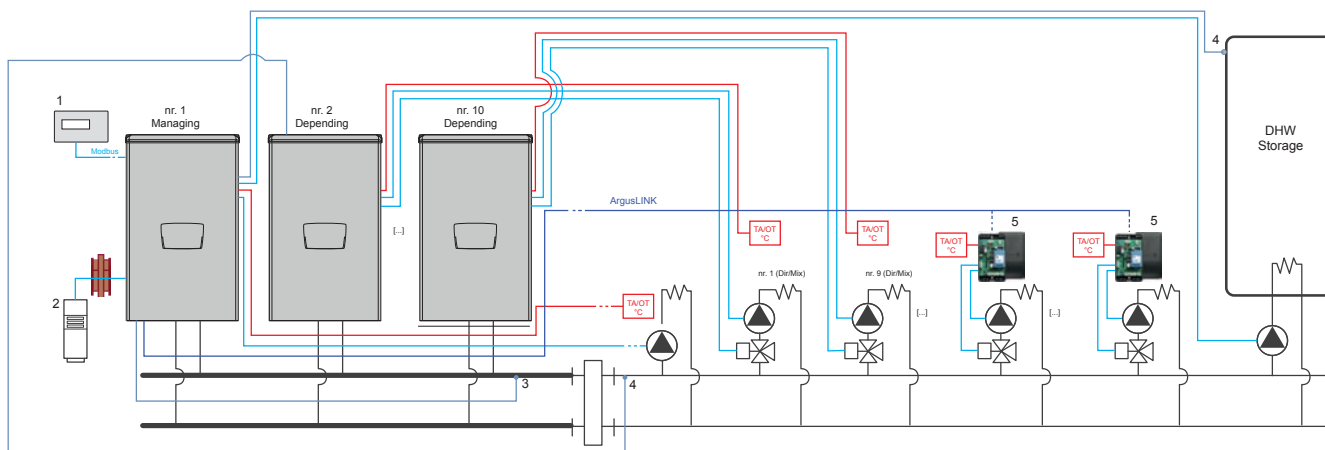 4
1
nr. 1
Managing
nr. 2
Depending
nr. 10
Depending
DHW
Storage
Modbus
ArgusLINK
[...]
TA/OT
°C
TA/OT
°C
5
TA/OT
°C
5
TA/OT
°C
nr. 1 (Dir/Mix)
nr. 9 (Dir/Mix)
2
TA/OT
°C
[...]
[...]
3
4